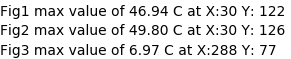 Fig1 max value of 46.94 C at X:30 Y: 122
Fig2 max value of 49.80 C at X:30 Y: 126
Fig3 max value of 6.97 C at X:288 Y: 77